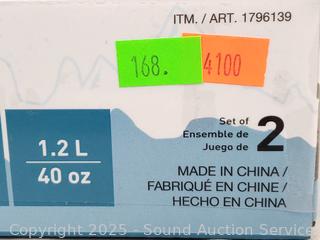 ITM. / ART. 1796139
168.
4100
Set of
Ensemble de
Juego de
2
1.2 L
40 oz
MADE IN CHINA /
FABRIQUÉ EN CHINE /
HECHO EN CHINA
Copyright 2025 - Sound Auction Service